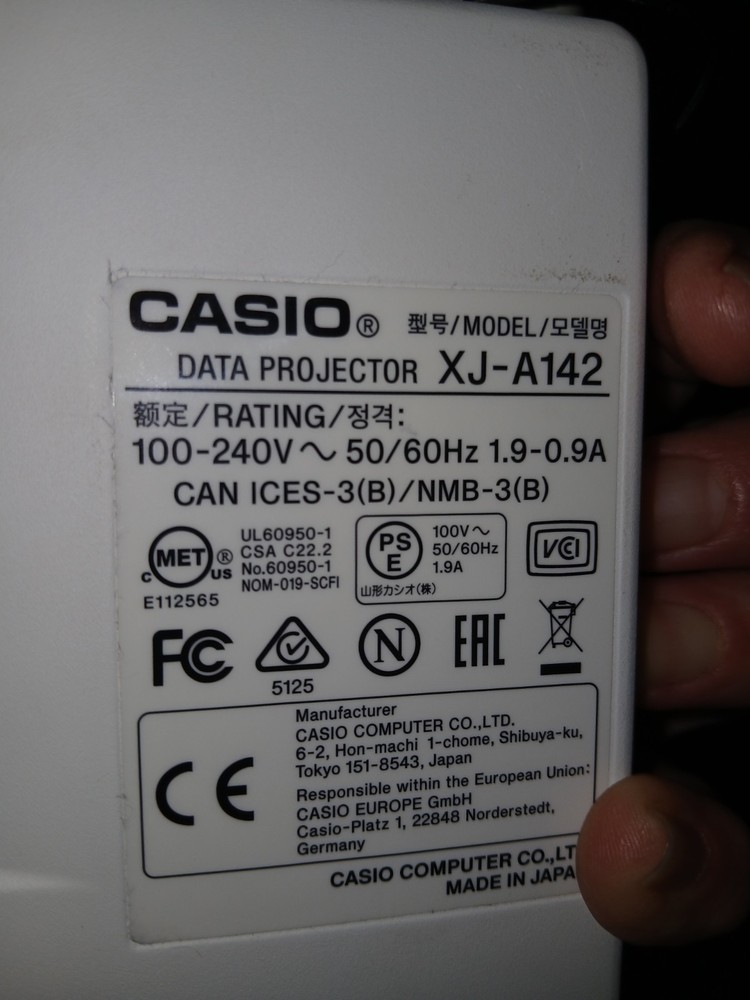 CASIO® 型号/MODEL/모델명
DATA PROJECTOR XJ-A142
额定/RATING/정격:
100-240V～ 50/60Hz 1.9-0.9A
CAN ICES-3(B)/NMB-3(B)
c MET ® US
E112565
UL60950-1
CSA C22.2
No.60950-1
NOM-019-SCFI
PS
E
100V～
50/60Hz
1.9A
山形カシオ(株)
VCI
FC
5125
N
EAC
CE
Manufacturer
CASIO COMPUTER CO.,LTD.
6-2, Hon-machi 1-chome, Shibuya-ku,
Tokyo 151-8543, Japan
Responsible within the European Union:
CASIO EUROPE GmbH
Casio-Platz 1, 22848 Norderstedt,
Germany
CASIO COMPUTER CO.,LT
MADE IN JAPA